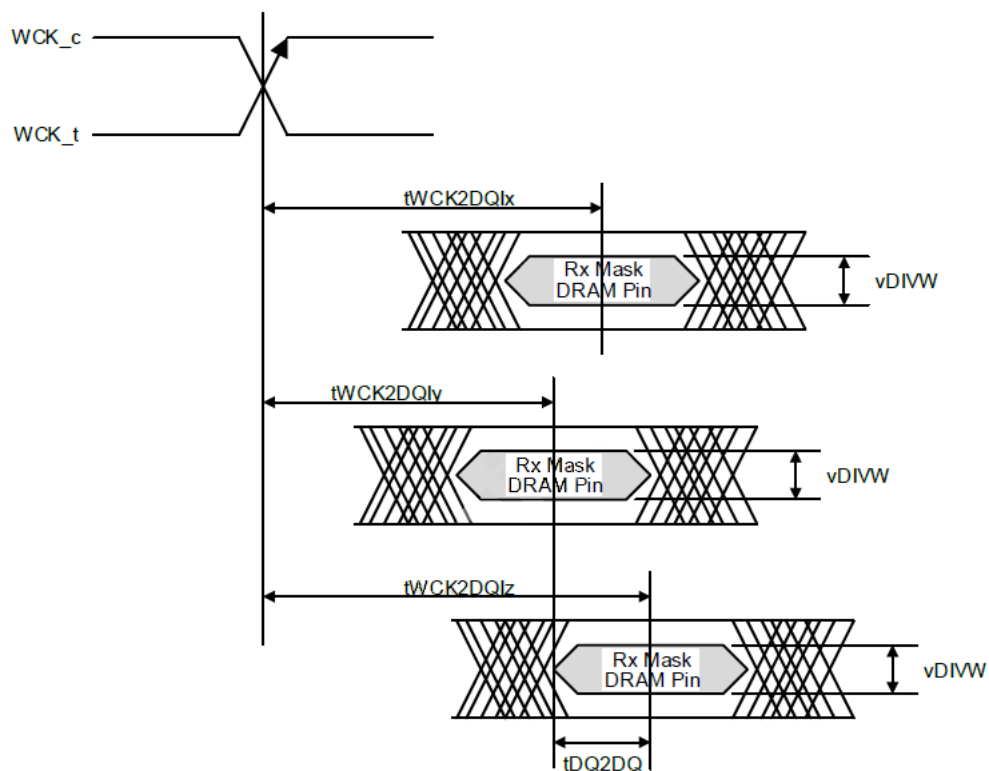 WCK_c
WCK_t
tWCK2DQIx
Rx Mask
DRAM Pin
vDIVW
tWCK2DQIy
Rx Mask
DRAM Pin
vDIVW
tWCK2DQIz
Rx Mask
DRAM Pin
vDIVW
tDQ2DQ